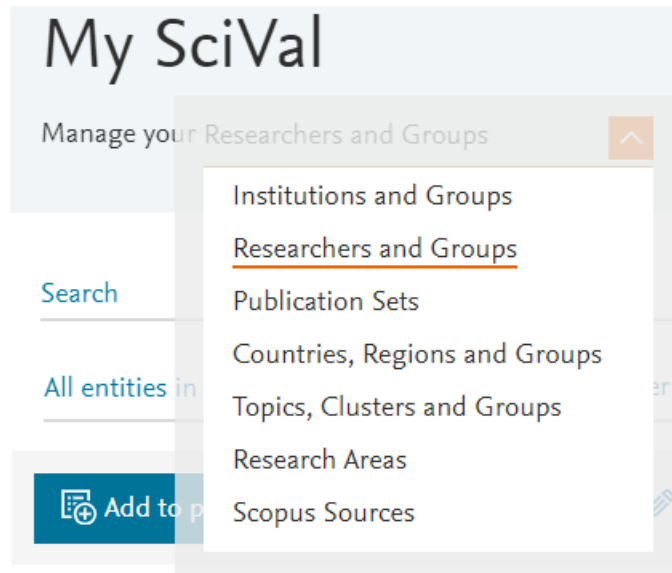 My SciVal
Manage your Researchers and Groups
Institutions and Groups
Researchers and Groups
Search
Publication Sets
Countries, Regions and Groups
All entities in
Topics, Clusters and Groups
Research Areas
Add to p
Scopus Sources